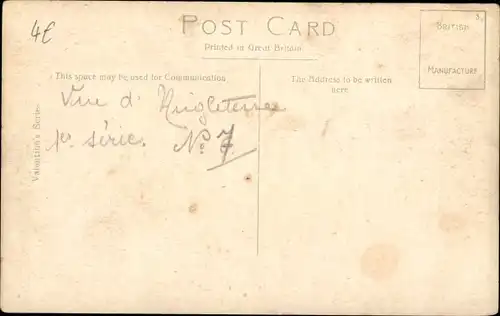 4€
POST CARD
Printed in Great Britain
3.
BRITISH
MANUFACTURE
This space may be used for Communication
The Address to be written
here.
Vue d' Angleterre
1e série. No 7
Valentine's Series